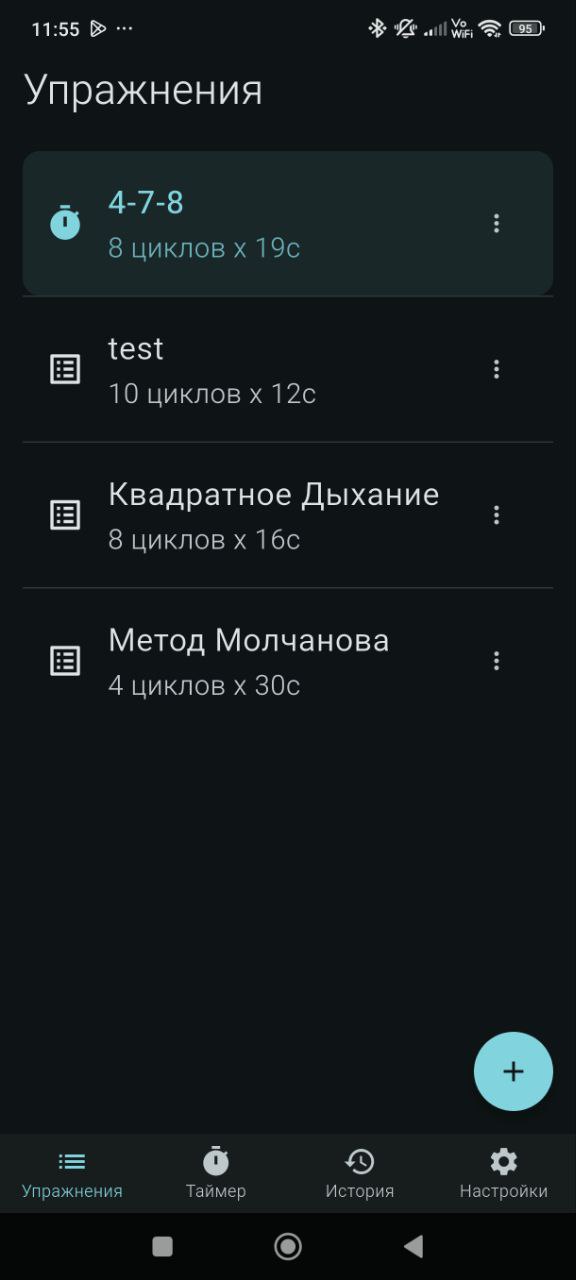 11:55
Vo
WiFi
95
Упражнения
4-7-8
8 циклов x 19с
test
10 циклов x 12с
Квадратное Дыхание
8 циклов x 16с
Метод Молчанова
4 циклов x 30с
Упражнения
Таймер
История
Настройки